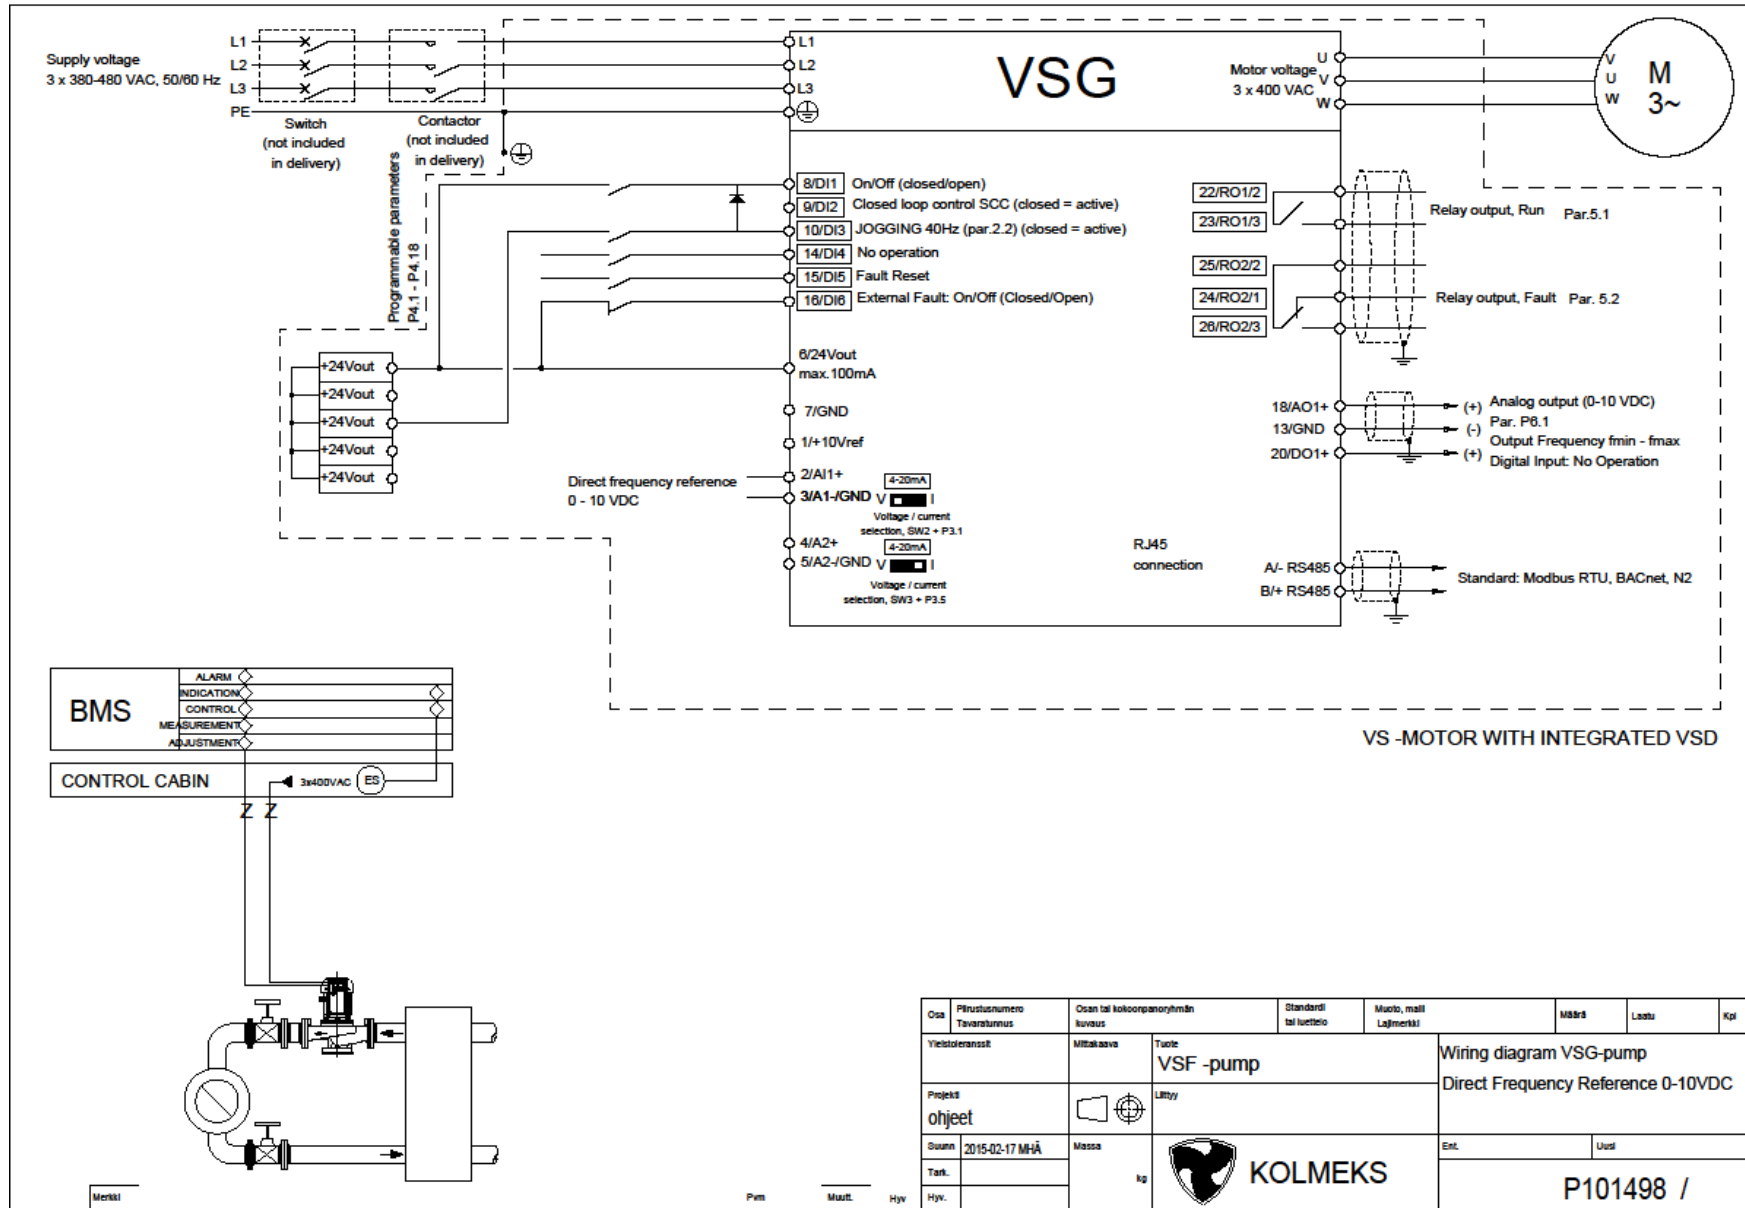 Supply voltage
3 x 380-480 VAC, 50/60 Hz
L1
L2
L3
PE
Switch
(not included
in delivery)
Contactor
(not included
in delivery)
Programmable parameters
P4.1 - P4.18
L1
L2
L3
VSG
Motor voltage
3 x 400 VAC
U
V
W
V
U
W
M
3~
8/DI1 On/Off (closed/open)
9/DI2 Closed loop control SCC (closed = active)
10/DI3 JOGGING 40Hz (par.2.2) (closed = active)
14/DI4 No operation
15/DI5 Fault Reset
16/DI6 External Fault: On/Off (Closed/Open)
22/RO1/2
23/RO1/3
Relay output, Run Par.5.1
25/RO2/2
24/RO2/1
26/RO2/3
Relay output, Fault Par. 5.2
+24Vout
+24Vout
+24Vout
+24Vout
+24Vout
6/24Vout
max.100mA
7/GND
1/+10Vref
Direct frequency reference
0 - 10 VDC
2/AI1+
3/A1-/GND V I
4-20mA
Voltage / current
selection, SW2 + P3.1
4/A2+
5/A2-/GND V I
4-20mA
Voltage / current
selection, SW3 + P3.5
18/AO1+
13/GND
20/DO1+
(+)
(-)
(+)
Analog output (0-10 VDC)
Par. P6.1
Output Frequency fmin - fmax
Digital Input: No Operation
RJ45
connection
A/- RS485
B/+ RS485
Standard: Modbus RTU, BACnet, N2
VS -MOTOR WITH INTEGRATED VSD
BMS
ALARM
INDICATION
CONTROL
MEASUREMENT
ADJUSTMENT
CONTROL CABIN
3x400VAC
ES
Z Z
Osa
Piirustusnumero
Tavaratunnus
Osan tai kokoonpanoryhmän
kuvaus
Standardi
tai luettelo
Muoto, malli
Lajimerkki
Määrä
Laatu
Kpl
Yleistoleranssit
Mittakaava
Tuote
VSF -pump
Wiring diagram VSG-pump
Direct Frequency Reference 0-10VDC
Projekti
ohjeet
Liittyy
Suunn 2015-02-17 MHÄ
Tark.
Hyv.
Massa
kg
KOLMEKS
Ent.
Uusi
P101498 /
Merkki
Pvm
Muutt.
Hyv